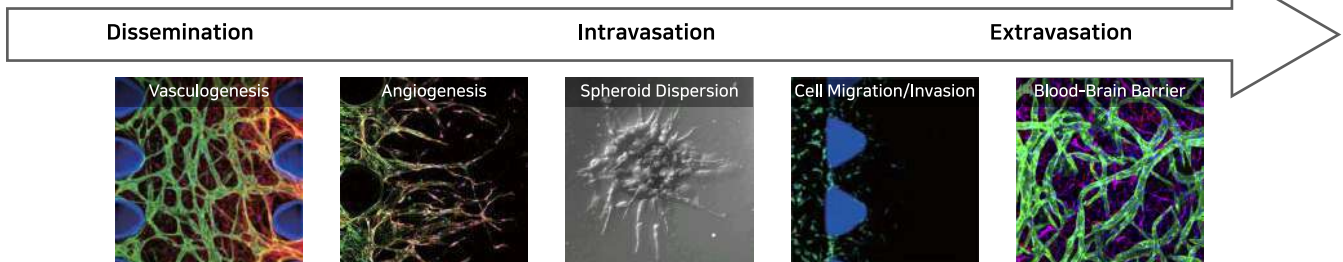 Dissemination
Intravasation
Extravasation
Vasculogenesis
Angiogenesis
Spheroid Dispersion
Cell Migration/Invasion
Blood-Brain Barrier